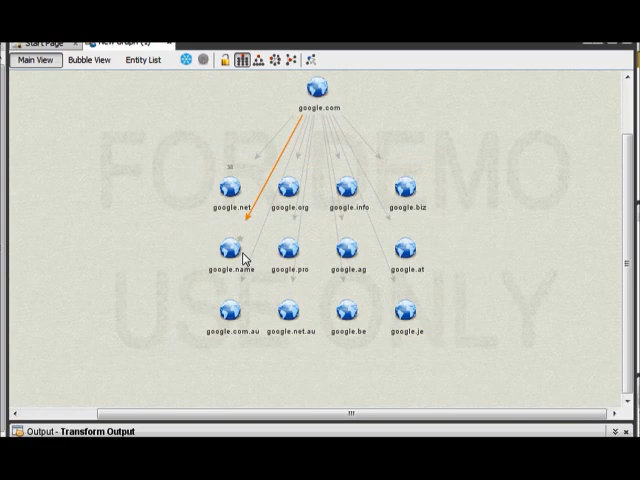 Start Page New Graph (1)
Main View Bubble View Entity List
FOR DEMO
USE ONLY
google.com
38
google.net google.org google.info google.biz
google.name google.pro google.ag google.at
google.com.au google.net.au google.be google.je
Output - Transform Output